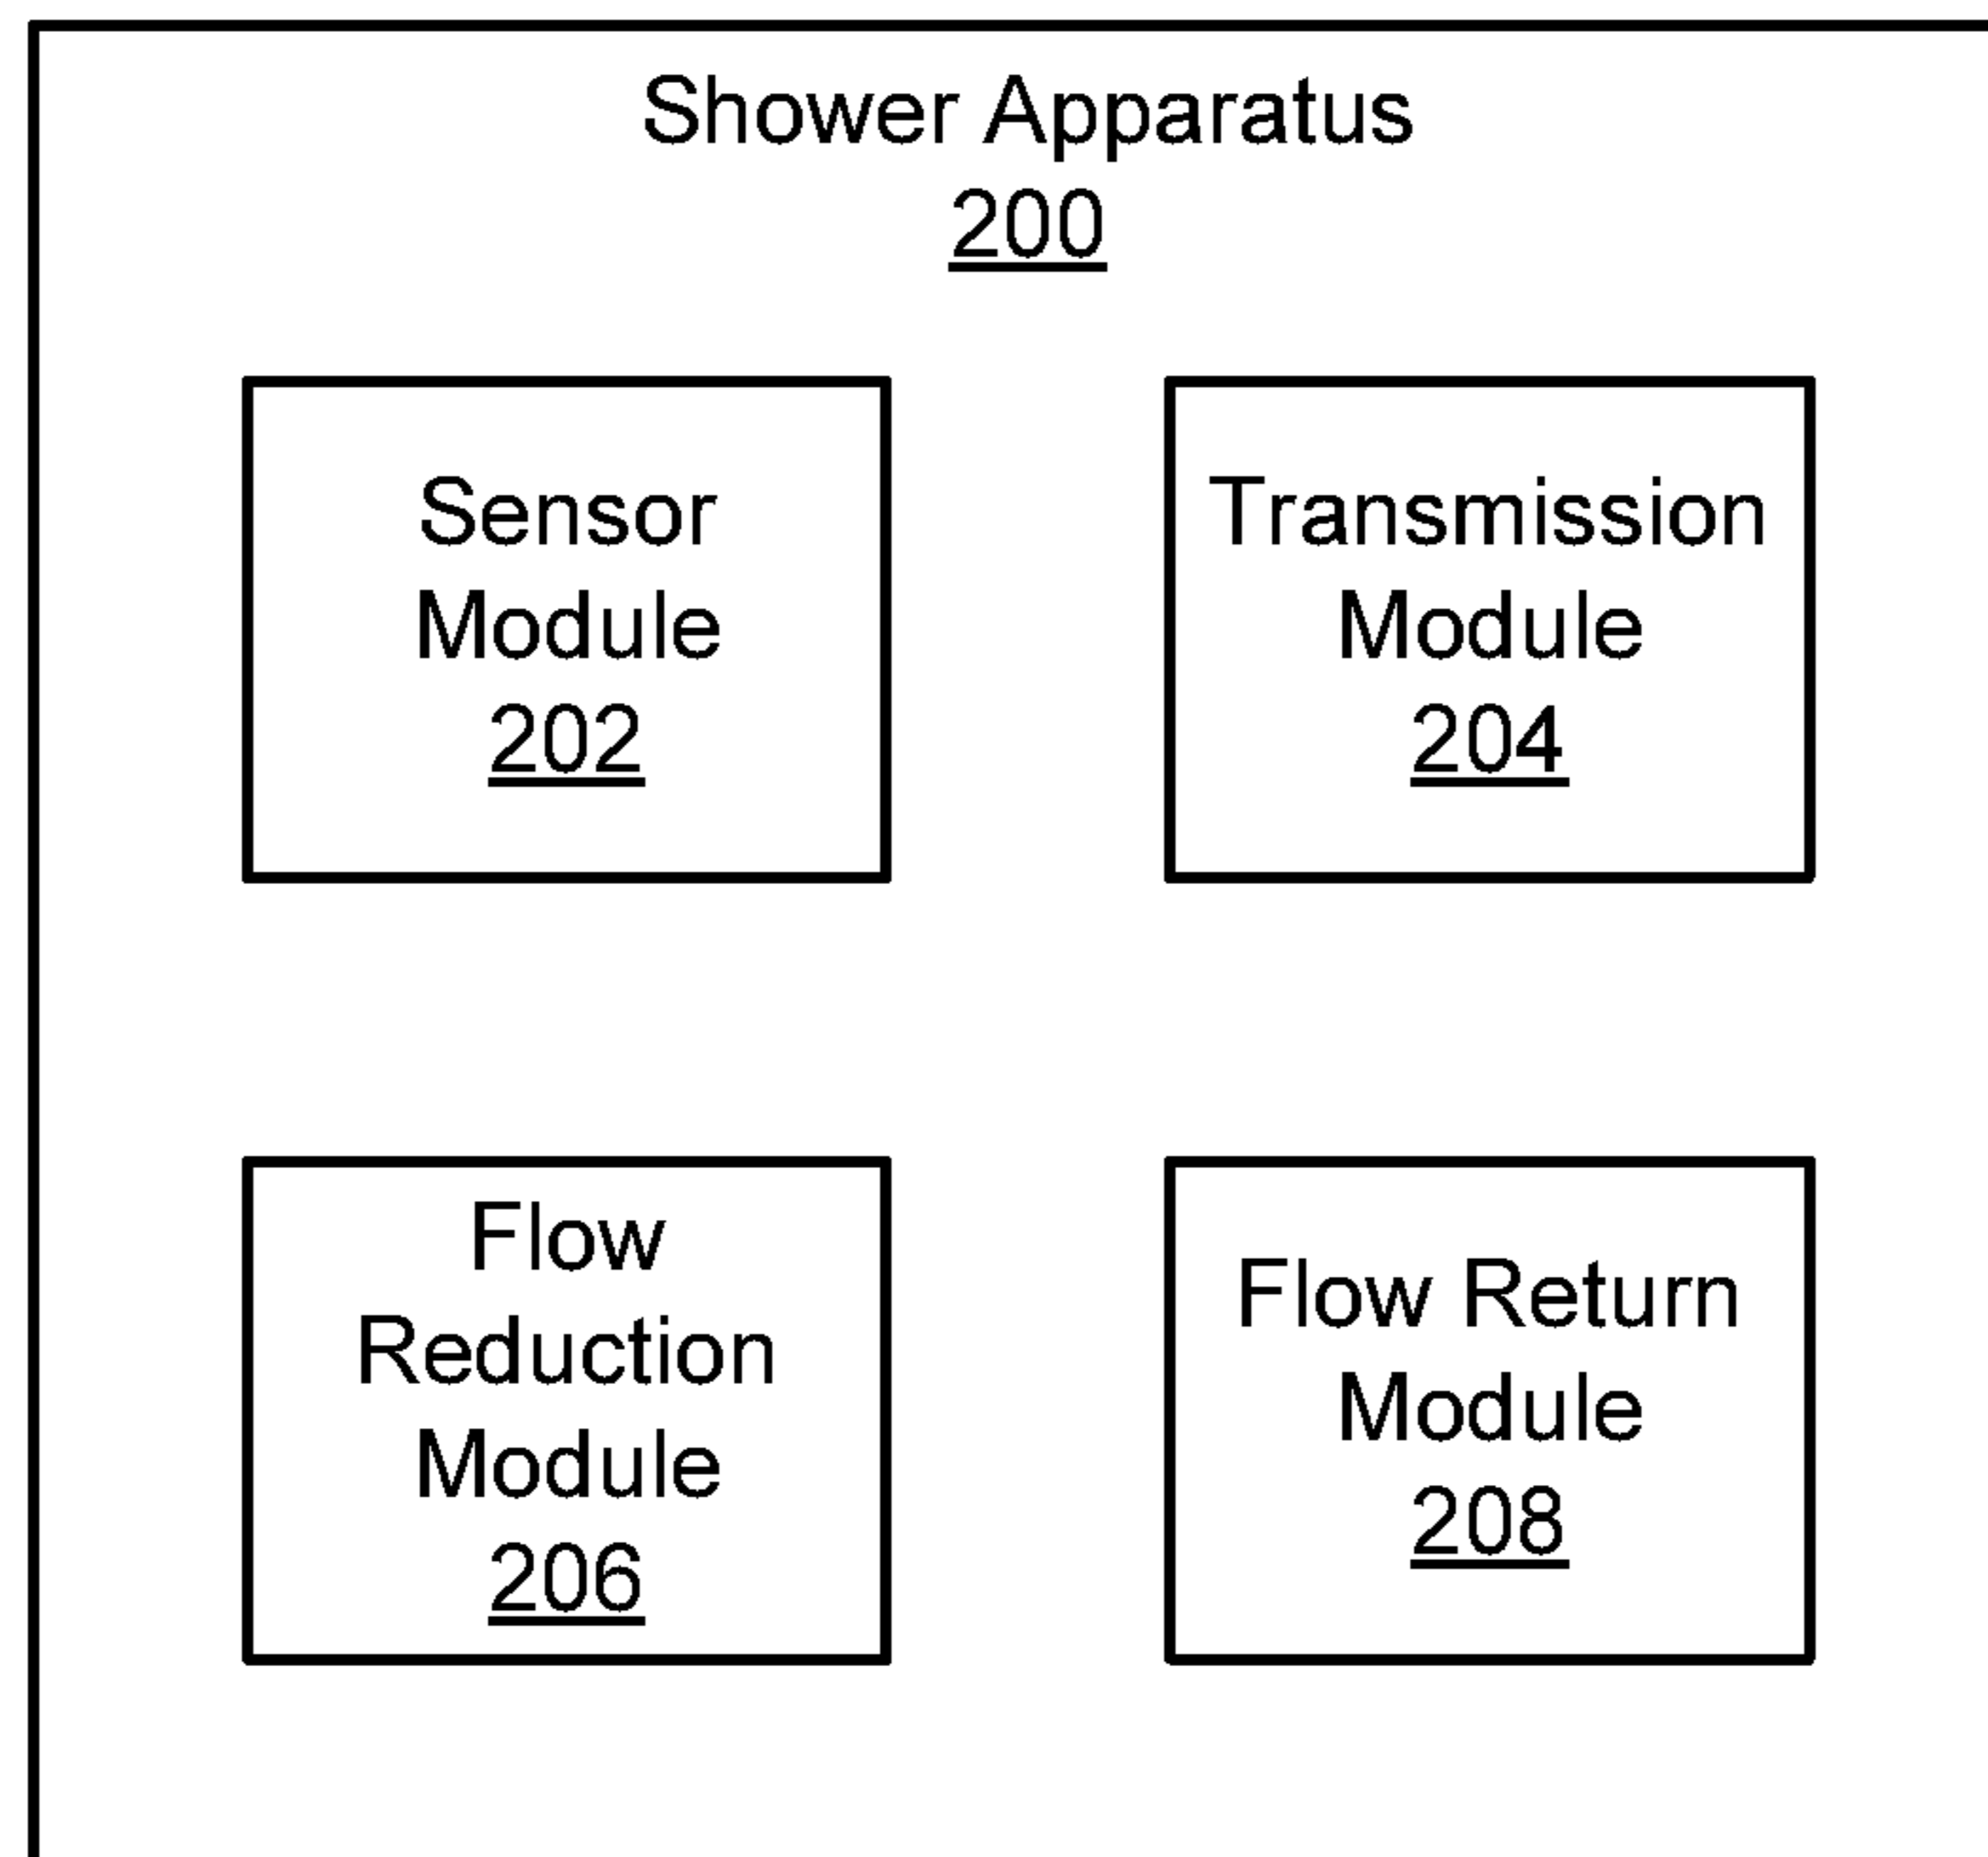 Shower Apparatus
200
Sensor
Module
202
Transmission
Module
204
Flow
Reduction
Module
206
Flow Return
Module
208